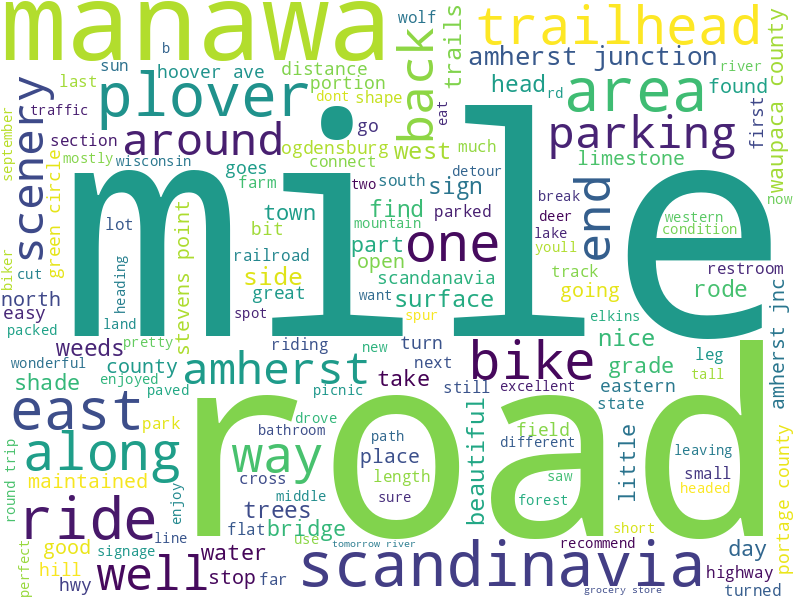 manawa
trailhead
wolf
back
trails
b
sun
hoover ave
distance
amherst junction
river
waupaca county
last
portion
head
found
scenery
plover
dont
shape
eat
area
rd
traffic
september
section
around
go
parking
first
mostly
wisconsin
ogdensburg
connect
west
much
limestone
green circle
goes
farm
two
south
sign
detour
mile
mountain
parked
break
deer
end
western
condition
now
youll
lot
town
find
one
lake
biker
cut
heading
bit
part
open
railroad
side
scandanavia
track
restroom
north
easy
stevens point
great
want
surface
going
rode
amherst jnc
packed
land
spot
spur
elkins
riding
new
turn
nice
weeds
pretty
next
bike
grade
leg
wonderful
county
amherst
still
excellent
eastern
tall
shade
enjoyed
paved
picnic
take
state
east
park
drove
road
way
bathroom
path
place
beautiful
field
different
little
leaving
along
round trip
maintained
cross
length
saw
small
portage county
enjoy
middle
sure
forest
headed
ride
trees
line
flat
bridge
use
short
good
signage
water
tomorrow river
recommend
day
perfect
hill
hwy
well
stop
far
scandinavia
highway
grocery store
turned